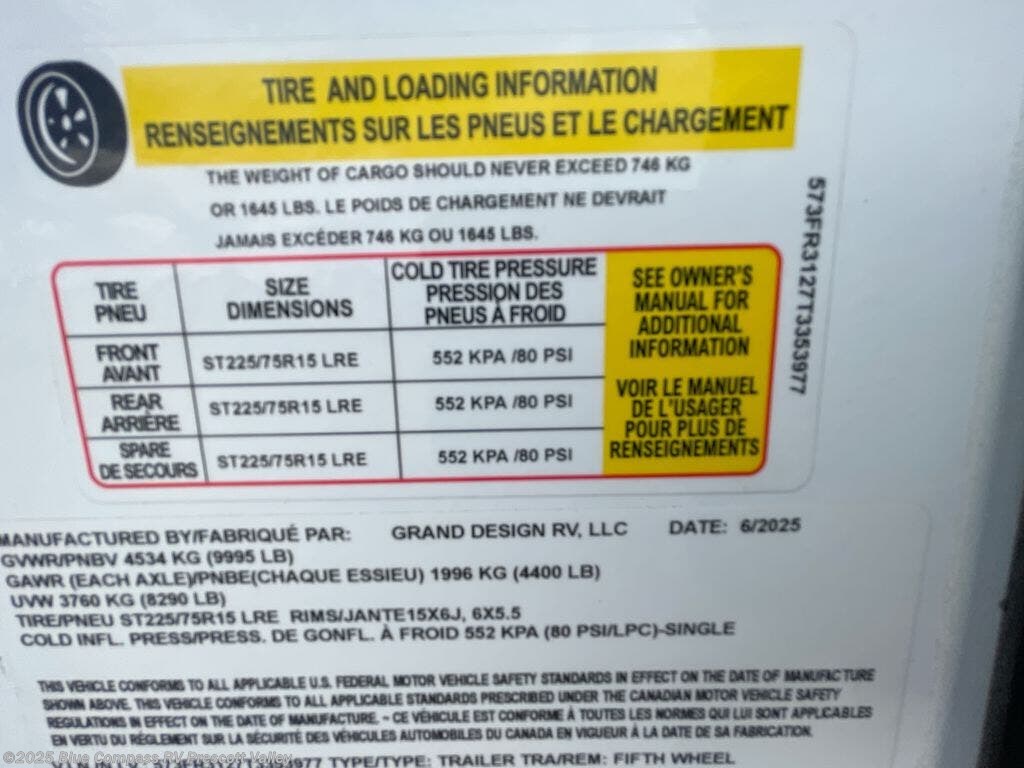 TIRE AND LOADING INFORMATION
RENSEIGNEMENTS SUR LES PNEUS ET LE CHARGEMENT
THE WEIGHT OF CARGO SHOULD NEVER EXCEED 746 KG
OR 1645 LBS. LE POIDS DE CHARGEMENT NE DEVRAIT
JAMAIS EXCÉDER 746 KG OU 1645 LBS.
TIRE
PNEU
SIZE
DIMENSIONS
COLD TIRE PRESSURE
PRESSION DES
PNEUS À FROID
FRONT
AVANT
ST225/75R15 LRE
552 KPA /80 PSI
REAR
ARRIÈRE
ST225/75R15 LRE
552 KPA /80 PSI
SPARE
DE SECOURS
ST225/75R15 LRE
552 KPA /80 PSI
SEE OWNER'S
MANUAL FOR
ADDITIONAL
INFORMATION
VOIR LE MANUEL
DE L'USAGER
POUR PLUS DE
RENSEIGNEMENTS
573FR3127T3353977
MANUFACTURED BY/FABRIQUÉ PAR: GRAND DESIGN RV, LLC DATE: 6/2025
GVWR/PNBV 4534 KG (9995 LB)
GAWR (EACH AXLE)/PNBE(CHAQUE ESSIEU) 1996 KG (4400 LB)
UVW 3760 KG (8290 LB)
TIRE/PNEU ST225/75R15 LRE RIMS/JANTE15X6J, 6X5.5
COLD INFL. PRESS/PRESS. DE GONFL. À FROID 552 KPA (80 PSI/LPC)-SINGLE
THIS VEHICLE CONFORMS TO ALL APPLICABLE U.S. FEDERAL MOTOR VEHICLE SAFETY STANDARDS IN EFFECT ON THE DATE OF MANUFACTURE
SHOWN ABOVE. THIS VEHICLE CONFORMS TO ALL APPLICABLE STANDARDS PRESCRIBED UNDER THE CANADIAN MOTOR VEHICLE SAFETY
REGULATIONS IN EFFECT ON THE DATE OF MANUFACTURE. - CE VÉHICULE EST CONFORME À TOUTES LES NORMES QUI LUI SONT APPLICABLES
EN VERTU DU RÉGLEMENT SUR LA SÉCURITÉ DES VÉHICULES AUTOMOBILES DU CANADA EN VIGUEUR À LA DATE DE SA FABRICATION.
TYPE/TYPE: TRAILER TRA/REM: FIFTH WHEEL
©2025 Blue Compass RV Prescott Valley